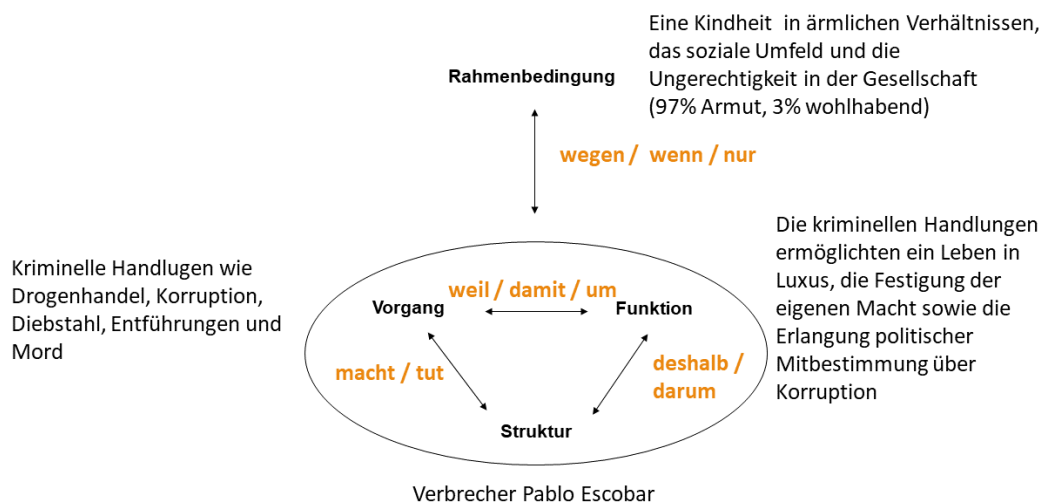 Eine Kindheit in ärmlichen Verhältnissen,
das soziale Umfeld und die
Ungerechtigkeit in der Gesellschaft
(97% Armut, 3% wohlhabend)
Rahmenbedingung
wegen / wenn / nur
Die kriminellen Handlungen
ermöglichten ein Leben in
Luxus, die Festigung der
eigenen Macht sowie die
Erlangung politischer
Mitbestimmung über
Korruption
Kriminelle Handlugen wie
Drogenhandel, Korruption,
Diebstahl, Entführungen und
Mord
weil / damit / um
Vorgang
Funktion
macht / tut
deshalb /
darum
Struktur
Verbrecher Pablo Escobar